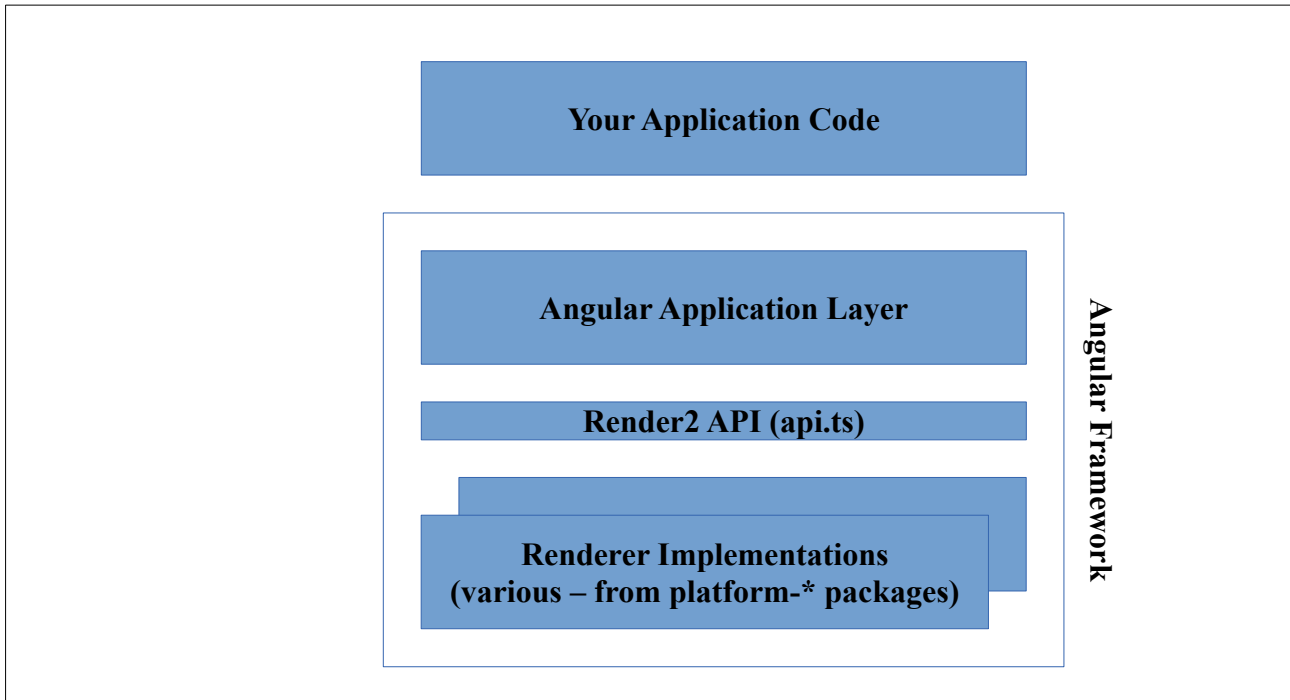 Your Application Code
Angular Application Layer
Render2 API (api.ts)
Renderer Implementations
(various – from platform-* packages)
Angular Framework